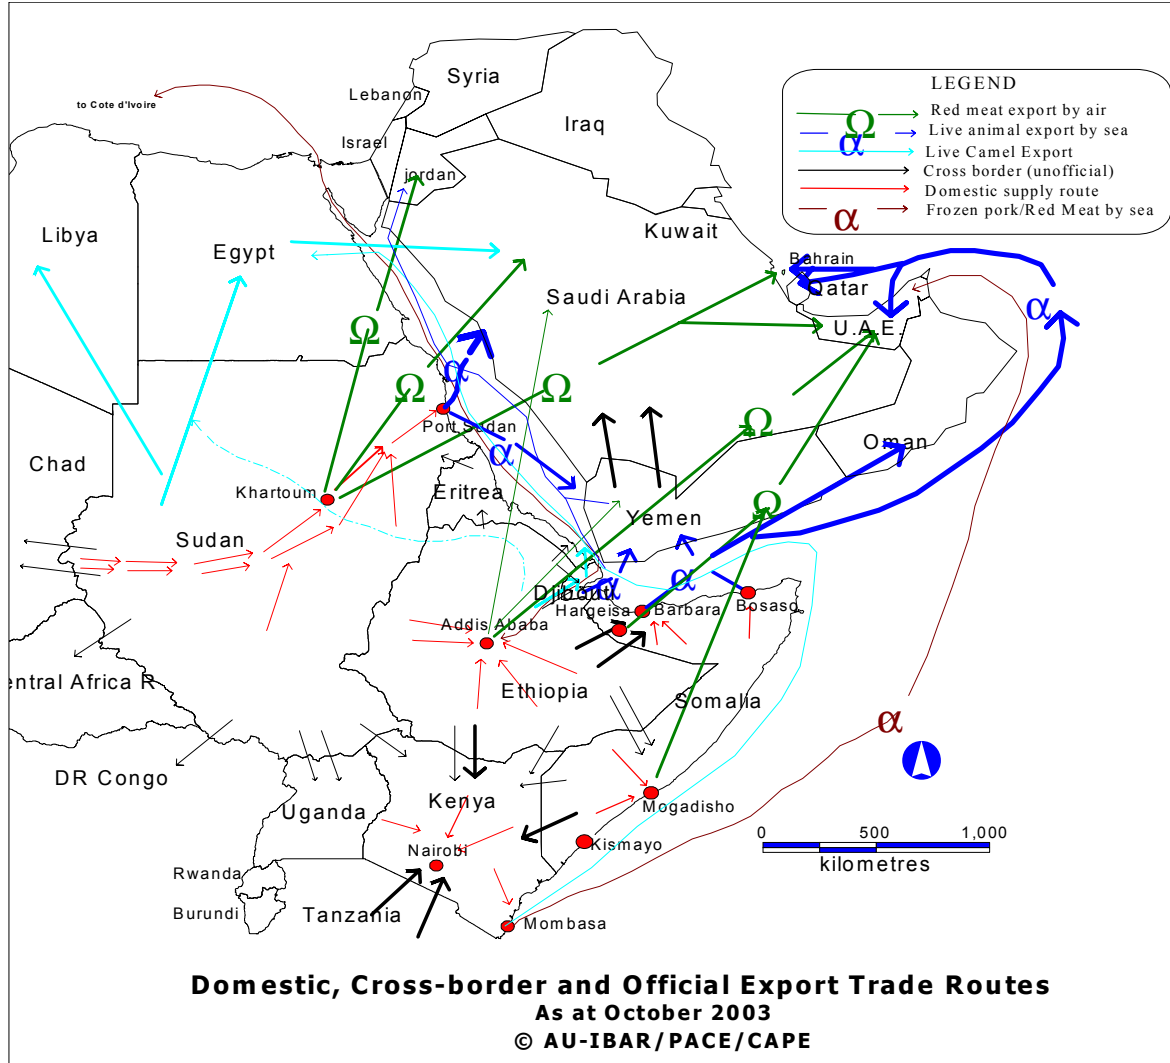 Syria
LEGEND
Lebanon
to Cote d'Ivoire
Red meat export by air
Ω
Iraq
Live animal export by sea
α
Israel
Live Camel Export
jordan
Cross border (unofficial)
Domestic supply route
α
Frozen pork/Red Meat by sea
Libya
Kuwait
Egypt
Bahrain
Saudi Arabia
Qatar
α
Ω
U.A.E.
α
Ω
Ω
Port Sudan
Ω
Oman
α
Chad
Khartoum
Eritrea
Ω
Yemen
Sudan
α
Djibouti
α
Hargeisa
Barbara
Bosaso
Addis Ababa
entral Africa R
Ethiopia
Somalia
α
DR Congo
Kenya
Mogadisho
Uganda
0 500 1,000
Nairobi
Kismayo
kilometres
Rwanda
Burundi
Tanzania
Mombasa
Domestic, Cross-border and Official Export Trade Routes
As at October 2003
© AU-IBAR/PACE/CAPE